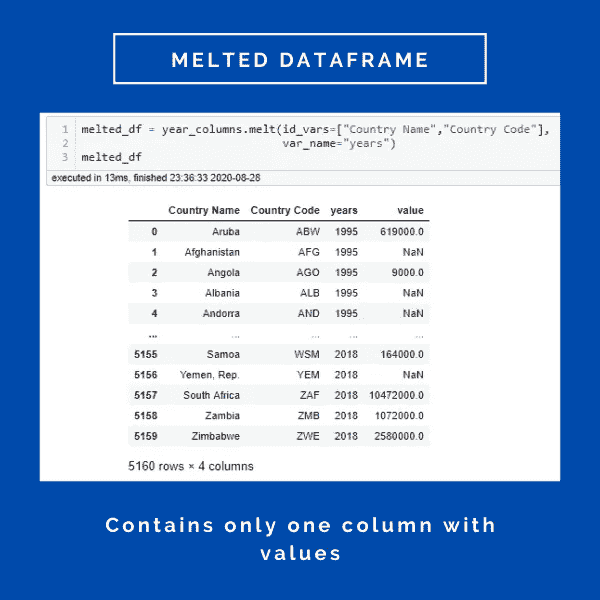 MELTED DATAFRAME
1 melted_df = year_columns.melt(id_vars=["Country Name","Country Code"],
2 var_name="years")
3 melted_df
executed in 13ms, finished 23:36:33 2020-08-28
Country Name Country Code years value
0 Aruba ABW 1995 619000.0
1 Afghanistan AFG 1995 NaN
2 Angola AGO 1995 9000.0
3 Albania ALB 1995 NaN
4 Andorra AND 1995 NaN
... ... ... ... ...
5155 Samoa WSM 2018 164000.0
5156 Yemen, Rep. YEM 2018 NaN
5157 South Africa ZAF 2018 10472000.0
5158 Zambia ZMB 2018 1072000.0
5159 Zimbabwe ZWE 2018 2580000.0
5160 rows × 4 columns
Contains only one column with
values